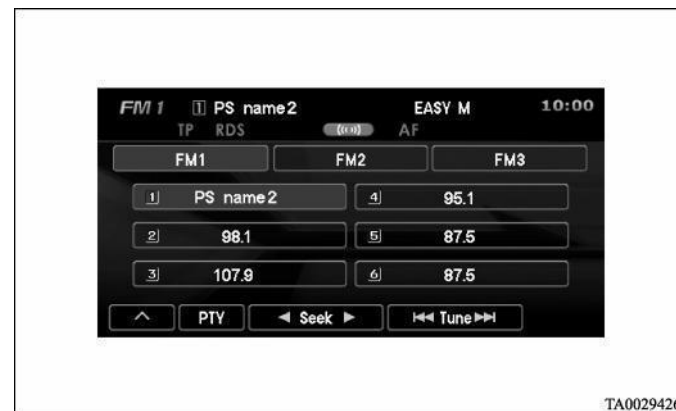 FM 1 1 PS name2 EASY M 10:00
TP RDS ((•)) AF
FM1 FM2 FM3
1 PS name2 4 95.1
2 98.1 5 87.5
3 107.9 6 87.5
^ PTY ◄ Seek ► I◄◄ Tune ►►I
TA0029426